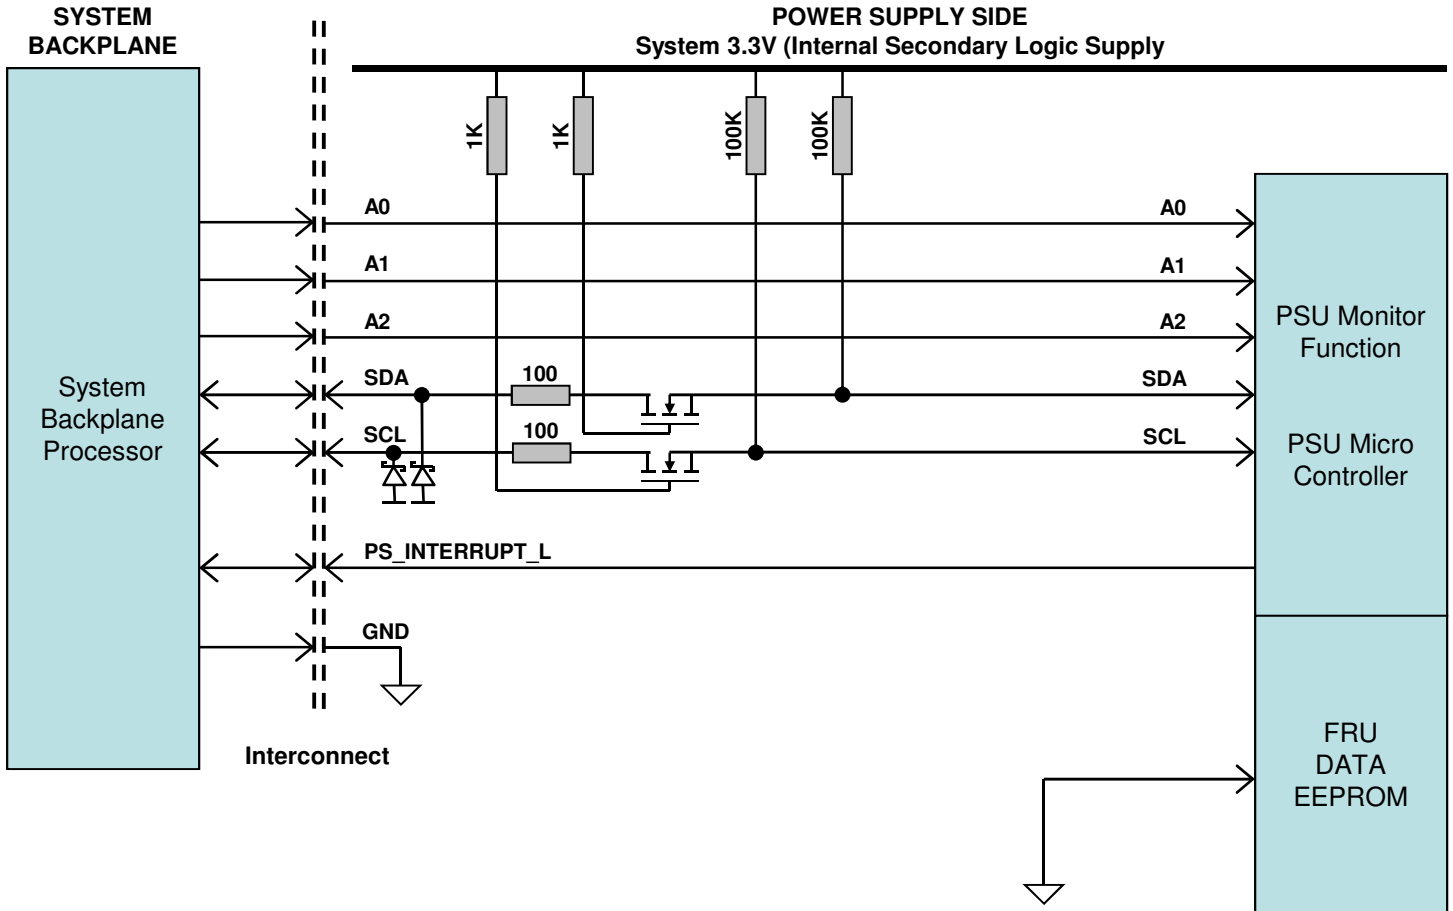 SYSTEM
BACKPLANE
POWER SUPPLY SIDE
System 3.3V (Internal Secondary Logic Supply
1K
1K
100K
100K
A0
A0
A1
A1
A2
A2
SDA
100
SDA
SCL
100
SCL
PS_INTERRUPT_L
GND
Interconnect
System
Backplane
Processor
PSU Monitor
Function
PSU Micro
Controller
FRU
DATA
EEPROM